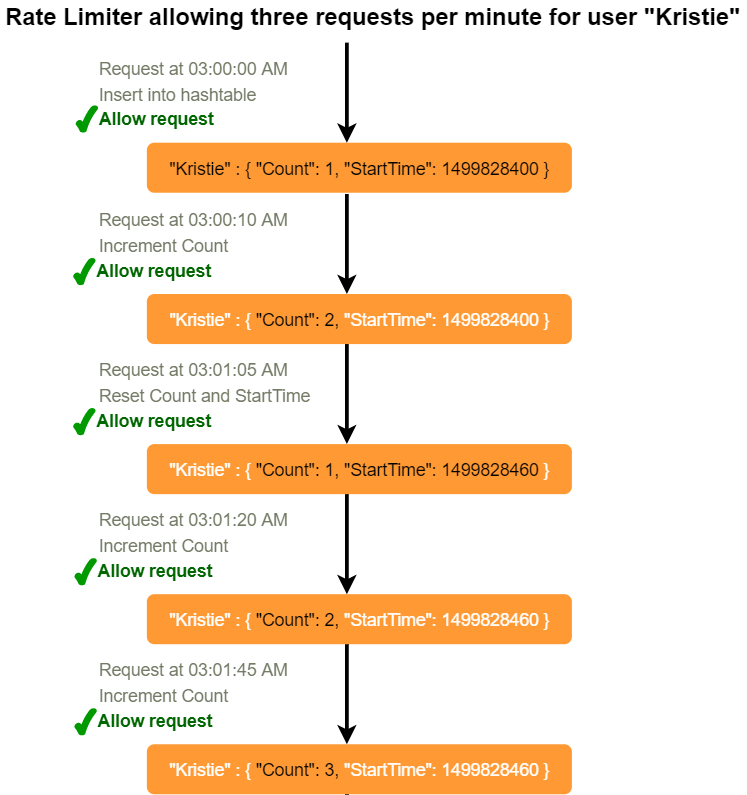 Rate Limiter allowing three requests per minute for user "Kristie"
Request at 03:00:00 AM
Insert into hashtable
Allow request
"Kristie" : { "Count": 1, "StartTime": 1499828400 }
Request at 03:00:10 AM
Increment Count
Allow request
"Kristie" : { "Count": 2, "StartTime": 1499828400 }
Request at 03:01:05 AM
Reset Count and StartTime
Allow request
"Kristie" : { "Count": 1, "StartTime": 1499828460 }
Request at 03:01:20 AM
Increment Count
Allow request
"Kristie" : { "Count": 2, "StartTime": 1499828460 }
Request at 03:01:45 AM
Increment Count
Allow request
"Kristie" : { "Count": 3, "StartTime": 1499828460 }